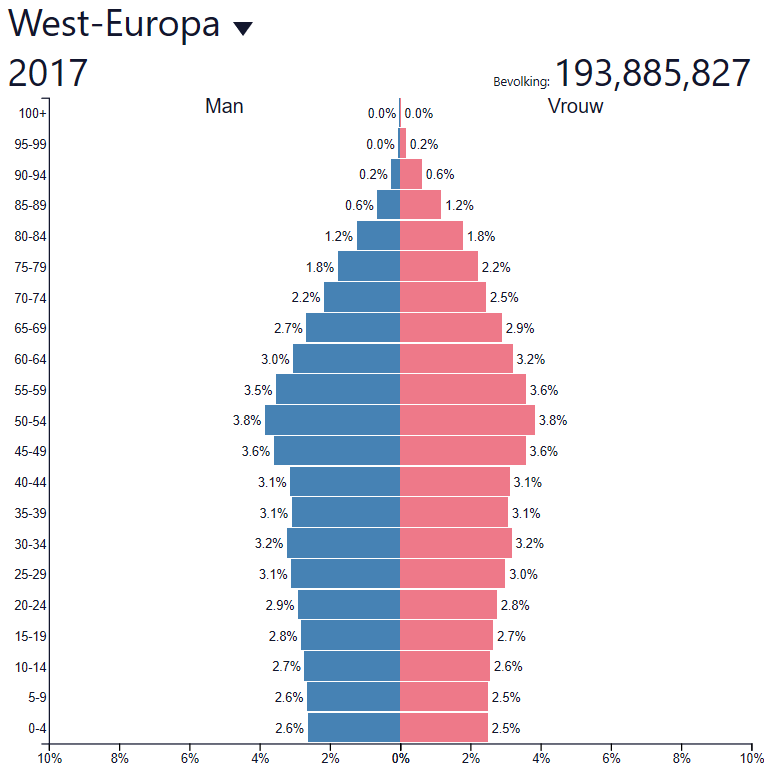 West-Europa
2017
Bevolking: 193,885,827
Man Vrouw
100+ 0.0% 0.0%
95-99 0.0% 0.2%
90-94 0.2% 0.6%
85-89 0.6% 1.2%
80-84 1.2% 1.8%
75-79 1.8% 2.2%
70-74 2.2% 2.5%
65-69 2.7% 2.9%
60-64 3.0% 3.2%
55-59 3.5% 3.6%
50-54 3.8% 3.8%
45-49 3.6% 3.6%
40-44 3.1% 3.1%
35-39 3.1% 3.1%
30-34 3.2% 3.2%
25-29 3.1% 3.0%
20-24 2.9% 2.8%
15-19 2.8% 2.7%
10-14 2.7% 2.6%
5-9 2.6% 2.5%
0-4 2.6% 2.5%
10% 8% 6% 4% 2% 0% 2% 4% 6% 8% 10%